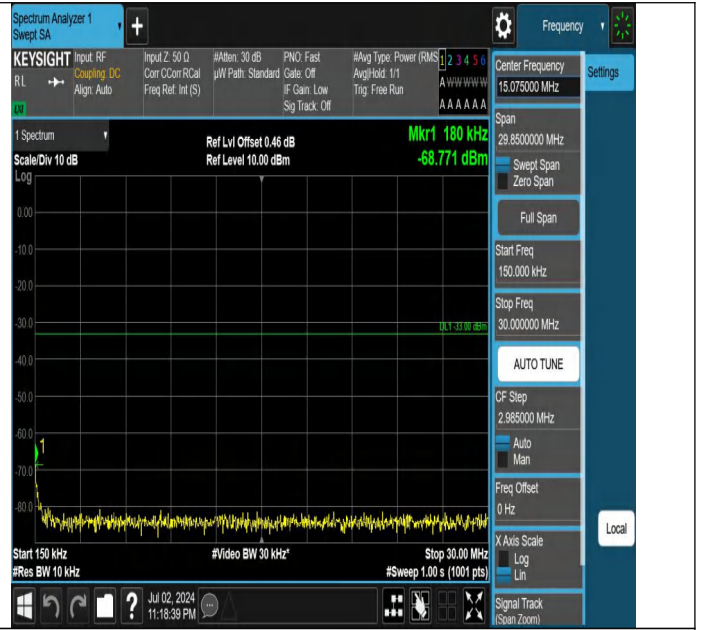 Spectrum Analyzer 1
Swept SA
Frequency
KEYSIGHT
RL
LXI
Input: RF
Coupling: DC
Align: Auto
Input Z: 50 Ω
Corr CCorr RCal
Freq Ref: Int (S)
#Atten: 30 dB
µW Path: Standard
PNO: Fast
Gate: Off
IF Gain: Low
Sig Track: Off
#Avg Type: Power (RMS
Avg|Hold: 1/1
Trig: Free Run
1 2 3 4 5 6
A W W W W W
A A A A A A
1 Spectrum
Scale/Div 10 dB
Ref Lvl Offset 0.46 dB
Ref Level 10.00 dBm
Mkr1 180 kHz
-68.771 dBm
Log
0.00
-10.0
-20.0
-30.0
DL1 -33.00 dBm
-40.0
-50.0
-60.0
1
-70.0
-80.0
Start 150 kHz
#Video BW 30 kHz*
Stop 30.00 MHz
#Res BW 10 kHz
#Sweep 1.00 s (1001 pts)
Jul 02, 2024
11:18:39 PM
?
Center Frequency
15.075000 MHz
Settings
Span
29.8500000 MHz
Swept Span
Zero Span
Full Span
Start Freq
150.000 kHz
Stop Freq
30.000000 MHz
AUTO TUNE
CF Step
2.985000 MHz
Auto
Man
Freq Offset
0 Hz
X Axis Scale
Log
Lin
Signal Track
(Span Zoom)
Local